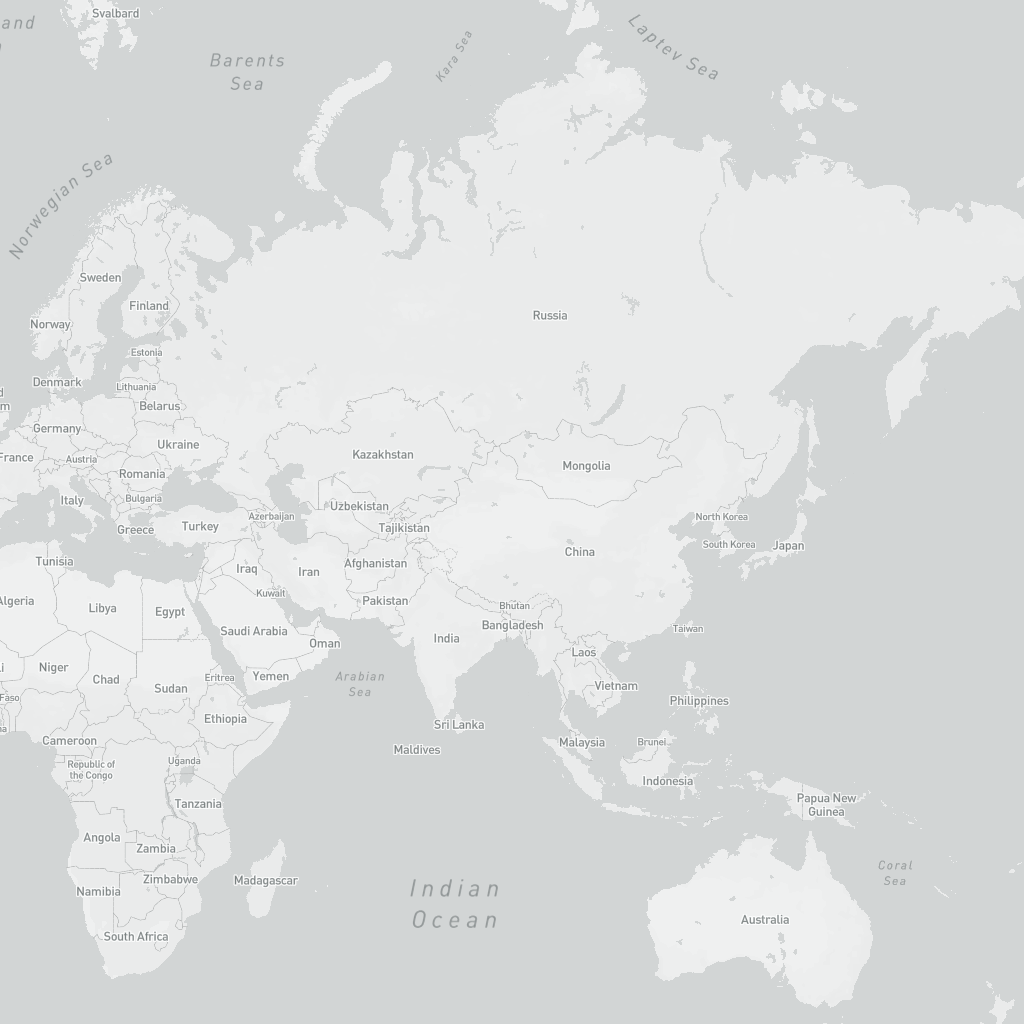 Svalbard
and
Barents
Sea
Kara Sea
Laptev Sea
Norwegian Sea
Sweden
Finland
Russia
Norway
Estonia
Denmark
Lithuania
d
m
Belarus
Germany
Ukraine
France
Austria
Kazakhstan
Mongolia
Romania
Italy
Bulgaria
Uzbekistan
Azerbaijan
North Korea
Greece
Turkey
Tajikistan
South Korea
Japan
China
Tunisia
Iraq
Iran
Afghanistan
Kuwait
Algeria
Libya
Egypt
Pakistan
Bhutan
Bangladesh
Taiwan
Saudi Arabia
Oman
India
Laos
li
Niger
Chad
Sudan
Eritrea
Yemen
Arabian
Sea
Vietnam
Faso
Philippines
Ethiopia
Sri Lanka
na
Cameroon
Maldives
Malaysia
Brunei
Republic of
the Congo
Uganda
Indonesia
Tanzania
Papua New
Guinea
Angola
Zambia
Coral
Sea
Namibia
Zimbabwe
Madagascar
Indian
Ocean
Australia
South Africa